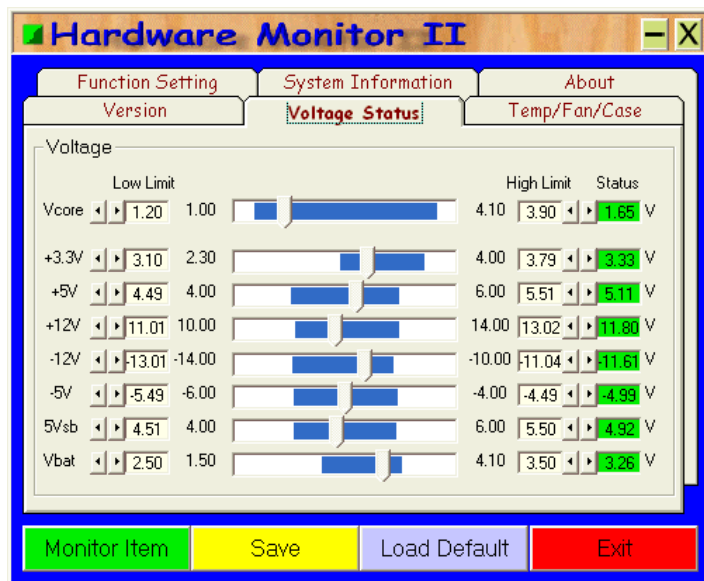 Hardware Monitor II
Function Setting System Information About
Version Voltage Status Temp/Fan/Case
Voltage
Low Limit High Limit Status
Vcore 1.20 1.00 4.10 3.90 1.65 V
+3.3V 3.10 2.30 4.00 3.79 3.33 V
+5V 4.49 4.00 6.00 5.51 5.11 V
+12V 11.01 10.00 14.00 13.02 11.80 V
-12V -13.01 -14.00 -10.00 -11.04 -11.61 V
-5V -5.49 -6.00 -4.00 -4.49 -4.99 V
5Vsb 4.51 4.00 6.00 5.50 4.92 V
Vbat 2.50 1.50 4.10 3.50 3.26 V
Monitor Item Save Load Default Exit